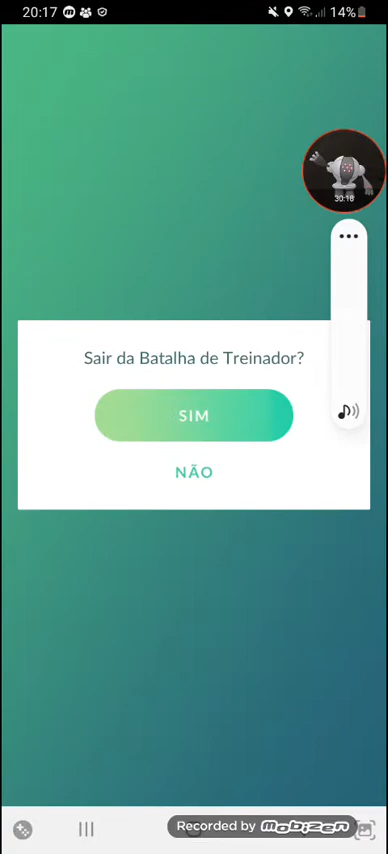 20:17
14%
30:18
Sair da Batalha de Treinador?
SIM
NÃO
Recorded by mobizen